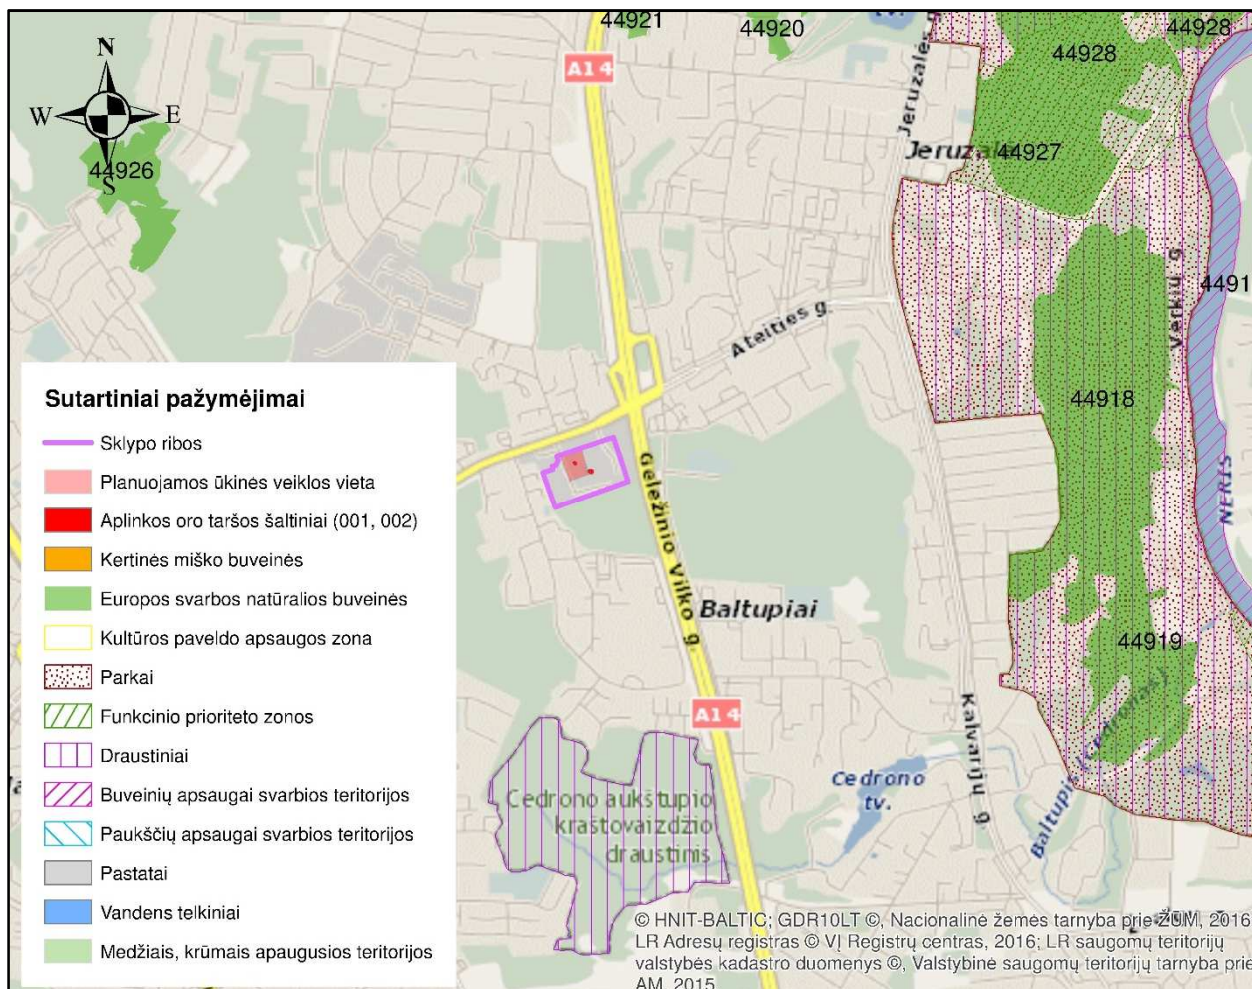 44921
44920
44928
44928
A14
Jeruzalės g.
N
W
E
S
44926
44927
4491
Verkių g.
Ateities g.
44918
NERIS
Sutartiniai pažymėjimai
Sklypo ribos
Planuojamos ūkinės veiklos vieta
Aplinkos oro taršos šaltiniai (001, 002)
Kertinės miško buveinės
Europos svarbos natūralios buveinės
Kultūros paveldo apsaugos zona
Parkai
Funkcinio prioriteto zonos
Draustiniai
Buveinių apsaugai svarbios teritorijos
Paukščių apsaugai svarbios teritorijos
Pastatai
Vandens telkiniai
Medžiais, krūmais apaugusios teritorijos
Geležinio Vilko g.
Baltupiai
44919
A14
Kalvarijų g.
Cedrono
tv.
Cedrono aukštupio
kraštovaizdžio
draustinis
© HNIT-BALTIC; GDR10LT ©, Nacionalinė žemės tarnyba prie ŽŪM, 2016
LR Adresų registras © VĮ Registrų centras, 2016; LR saugomų teritorijų
valstybės kadastro duomenys ©, Valstybinė saugomų teritorijų tarnyba prie
AM, 2015